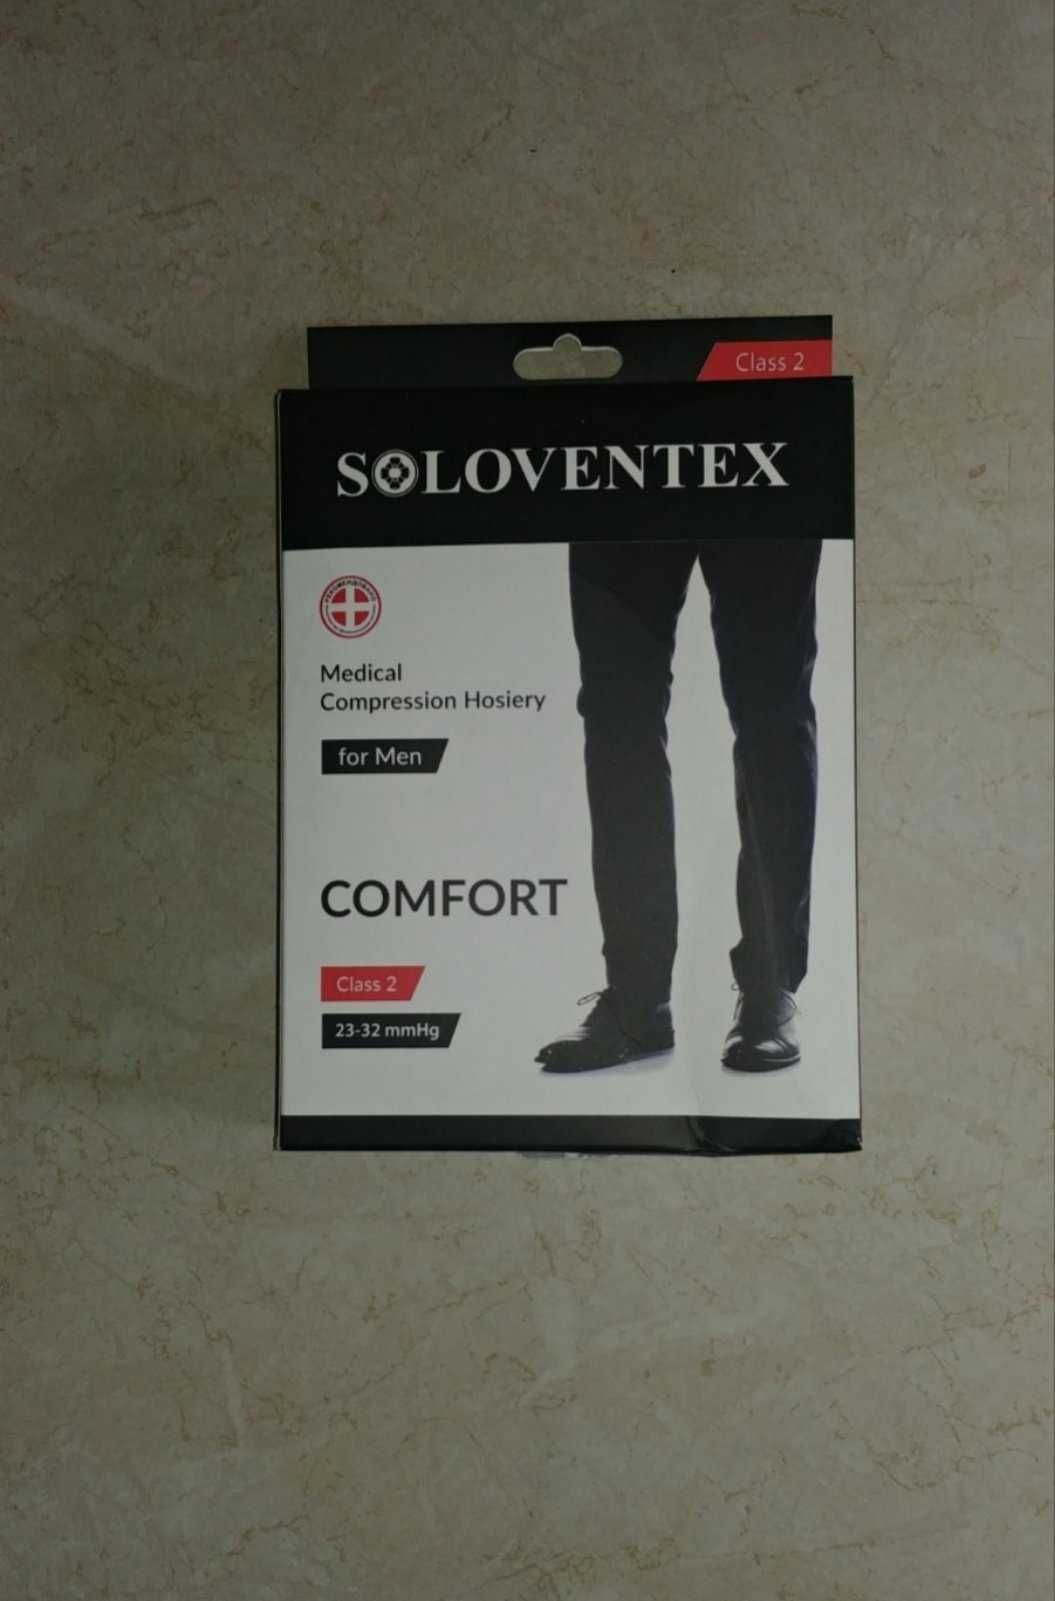 Class 2
SOLOVENTEX
Medical
Compression Hosiery
for Men
COMFORT
Class 2
23-32 mmHg